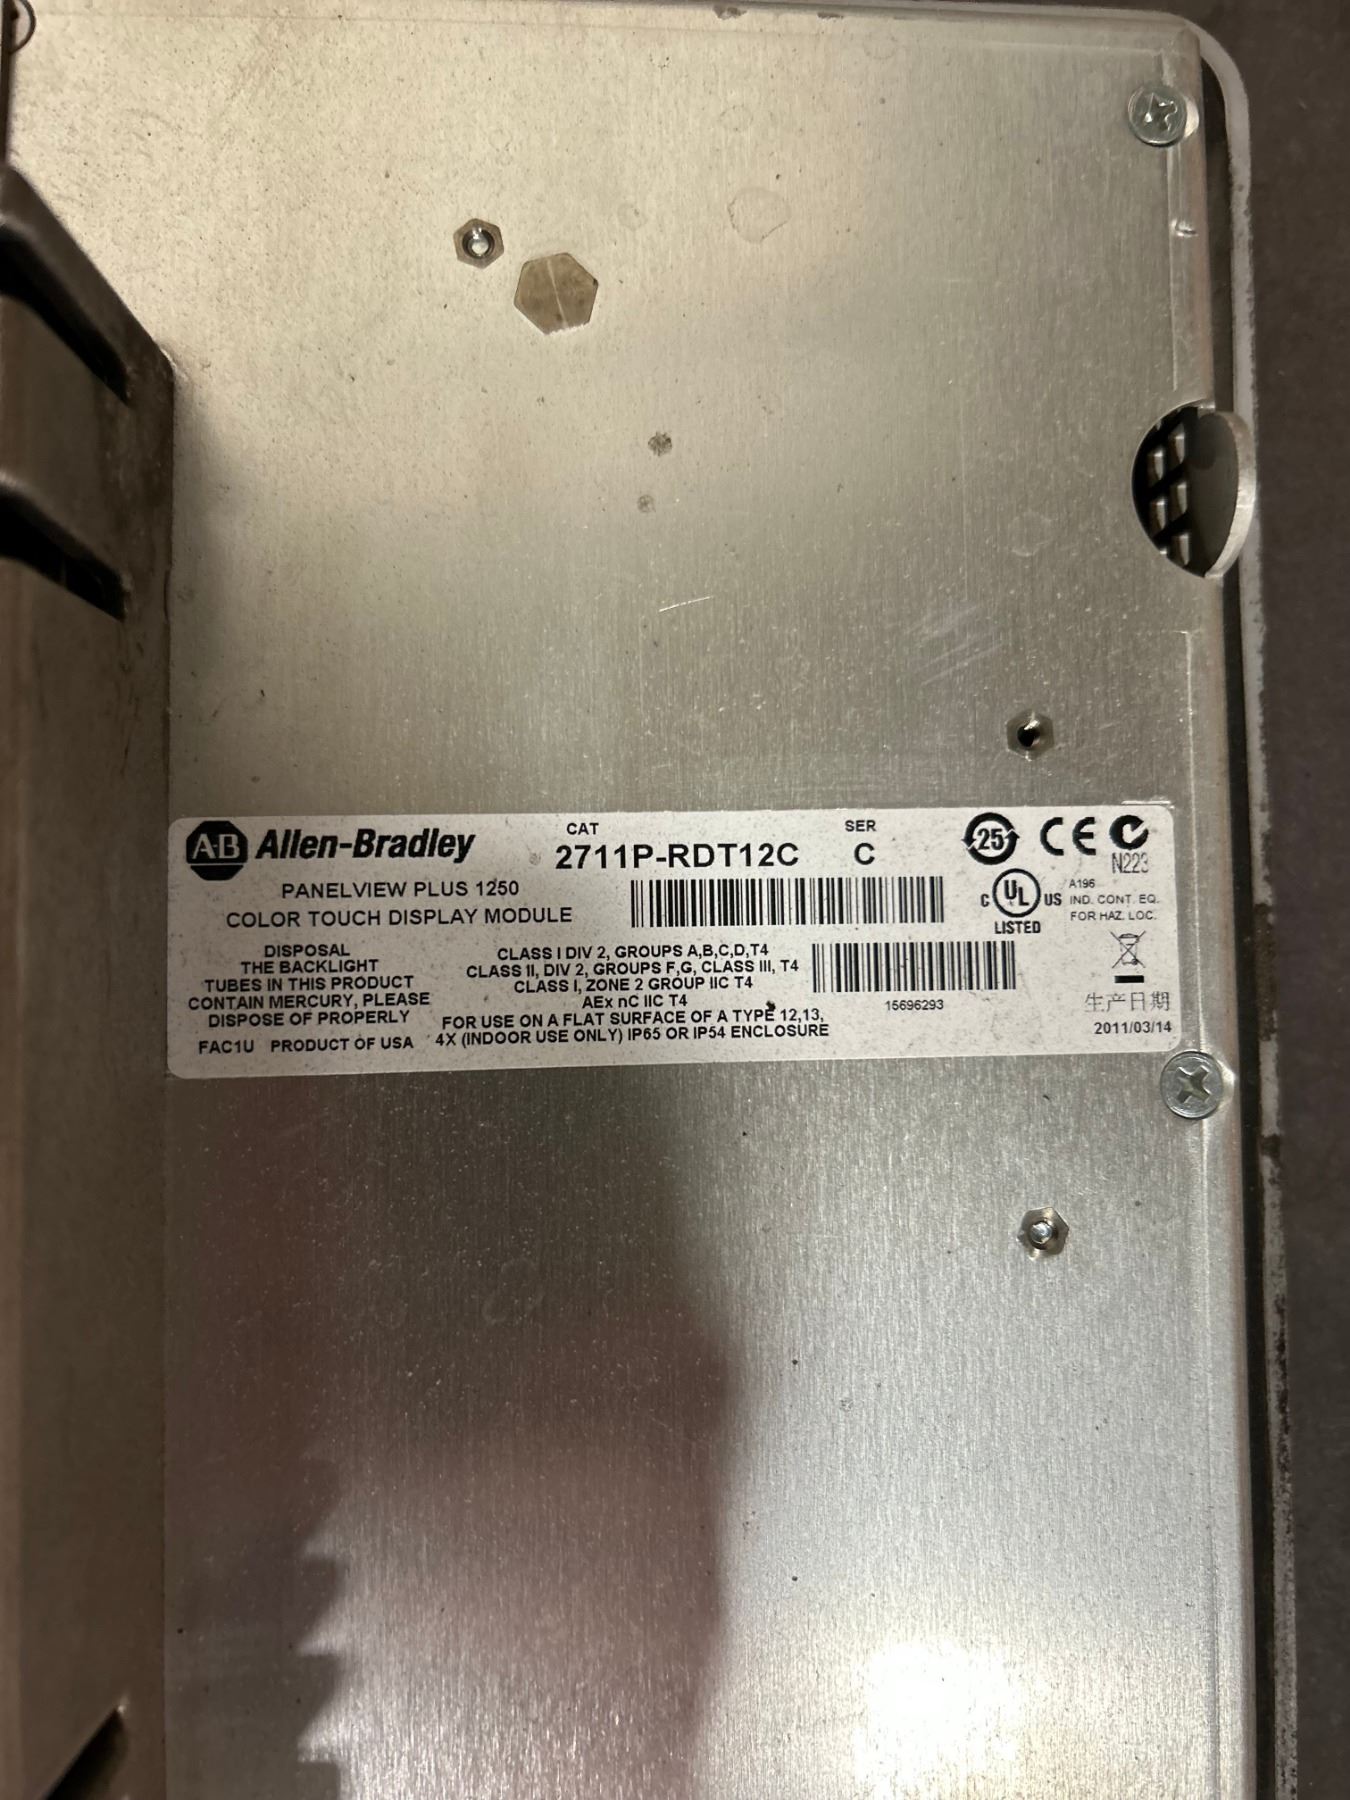 A·B Allen-Bradley
CAT
2711P-RDT12C
SER
C
25
CE
N223
PANELVIEW PLUS 1250
COLOR TOUCH DISPLAY MODULE
C UL US
LISTED
A196
IND. CONT. EQ.
FOR HAZ. LOC.
DISPOSAL
THE BACKLIGHT
TUBES IN THIS PRODUCT
CONTAIN MERCURY, PLEASE
DISPOSE OF PROPERLY
FAC1U PRODUCT OF USA
CLASS I DIV 2, GROUPS A,B,C,D,T4
CLASS II, DIV 2, GROUPS F,G, CLASS III, T4
CLASS I, ZONE 2 GROUP IIC T4
AEx nC IIC T4
FOR USE ON A FLAT SURFACE OF A TYPE 12,13,
4X (INDOOR USE ONLY) IP65 OR IP54 ENCLOSURE
15696293
生产日期
2011/03/14